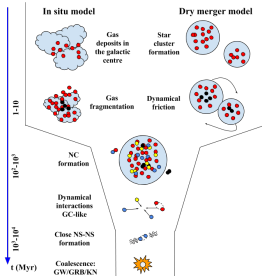 In situ model
Dry merger model
Gas
deposits in
the galactic
centre
Star
cluster
formation
1-10
Gas
fragmentation
Dynamical
friction
10²-10³
NC
formation
Dynamical
interactions
GC-like
10³-10⁴
Close NS-NS
formation
t (Myr)
Coalescence:
GW/GRB/KN